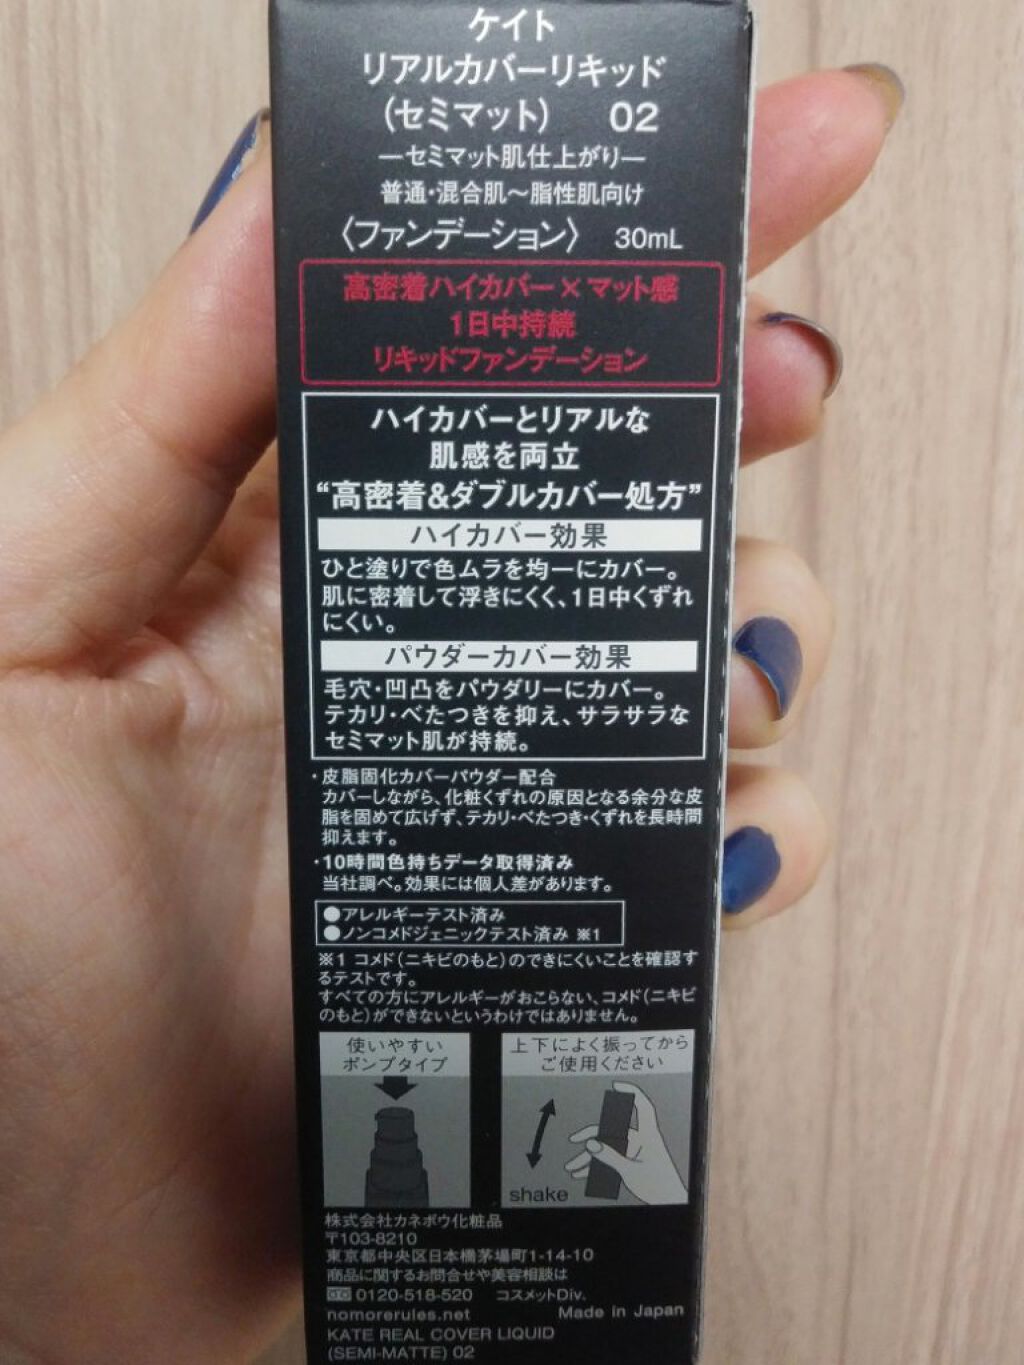 ケイト
リアルカバーリキッド
(セミマット) 02
―セミマット肌仕上がり―
普通・混合肌～脂性肌向け
〈ファンデーション〉 30mL
高密着ハイカバー×マット感
1日中持続
リキッドファンデーション
ハイカバーとリアルな
肌感を両立
“高密着&ダブルカバー処方”
ハイカバー効果
ひと塗りで色ムラを均一にカバー。
肌に密着して浮きにくく、1日中くずれ
にくい。
パウダーカバー効果
毛穴・凹凸をパウダリーにカバー。
テカリ・べたつきを抑え、サラサラな
セミマット肌が持続。
・皮脂固化カバーパウダー配合
カバーしながら、化粧くずれの原因となる余分な皮
脂を固めて広げず、テカリ・べたつき・くずれを長時間
抑えます。
・10時間色持ちデータ取得済み
当社調べ。効果には個人差があります。
●アレルギーテスト済み
●ノンコメドジェニックテスト済み ※1
※1 コメド(ニキビのもと)のできにくいことを確認す
るテストです。
すべての方にアレルギーがおこらない、コメド(ニキビ
のもと)ができないというわけではありません。
使いやすい
ポンプタイプ
上下によく振ってから
ご使用ください
shake
株式会社カネボウ化粧品
〒103-8210
東京都中央区日本橋茅場町1-14-10
商品に関するお問合せや美容相談は
0120-518-520 コスメットDiv.
nomorerules.net Made in Japan
KATE REAL COVER LIQUID
(SEMI-MATTE) 02